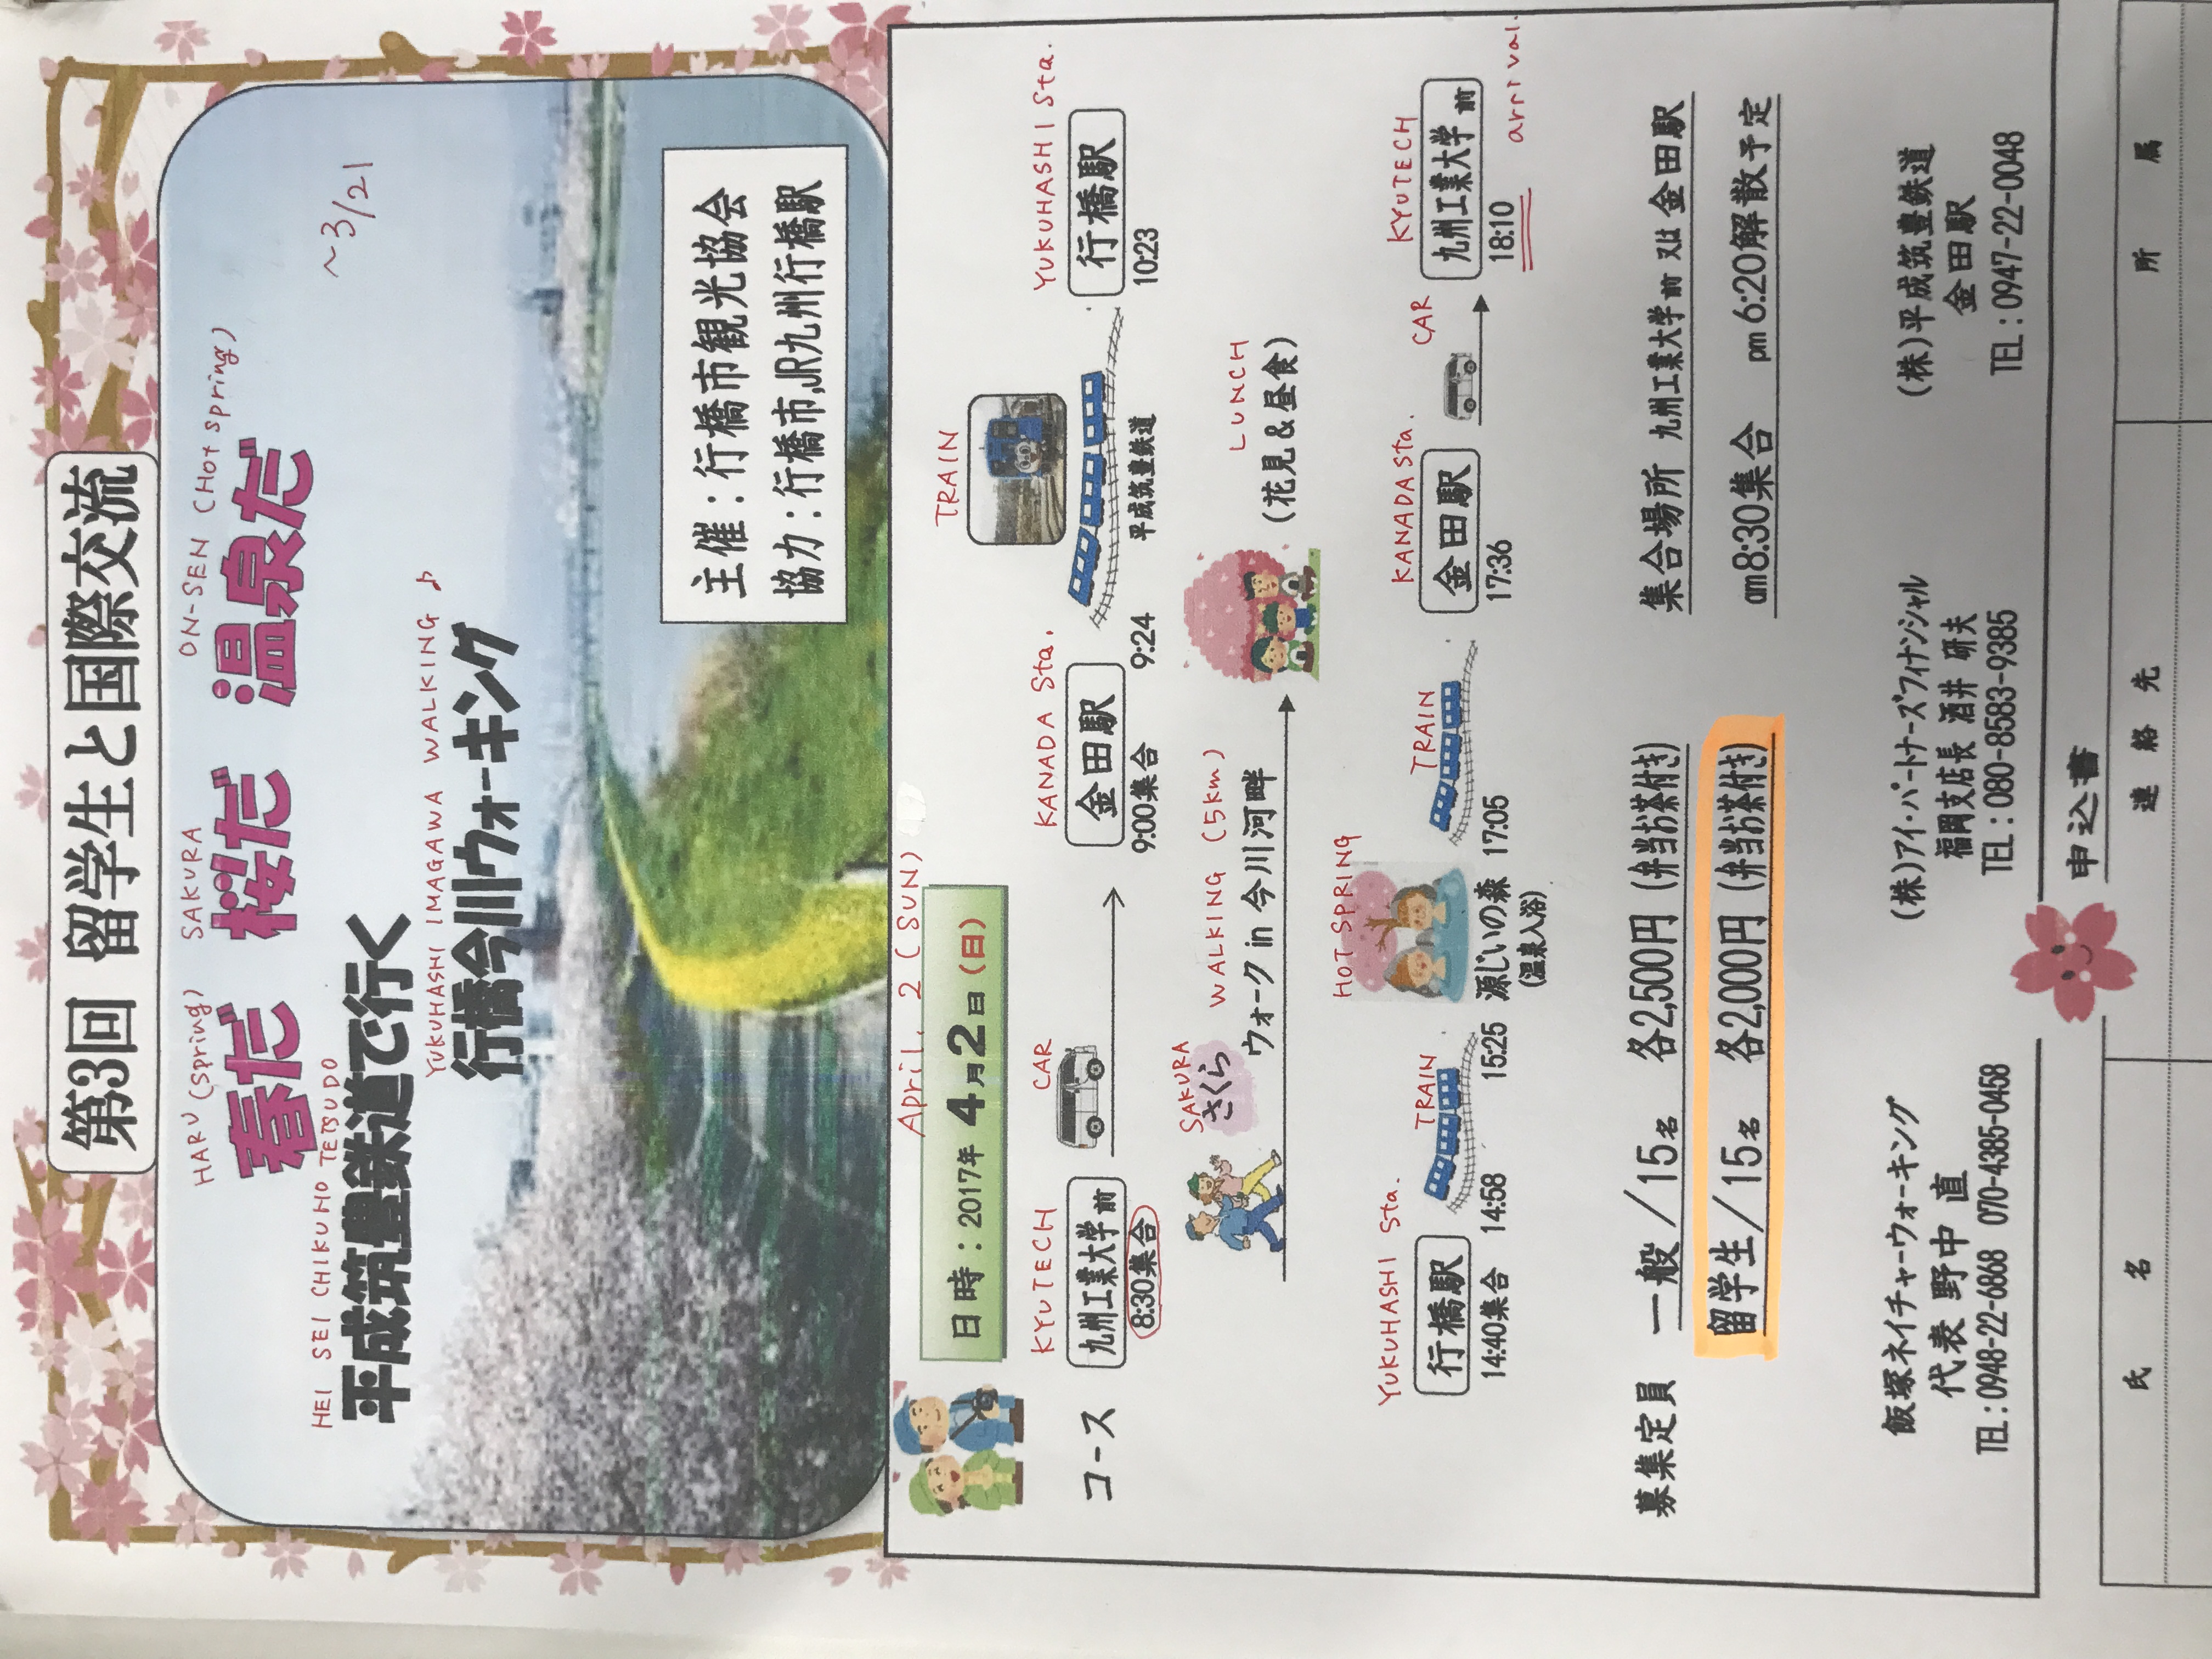 第3回 留学生と国際交流
HARU (spring) SAKURA ON-SEN (Hot spring)
春だ 桜だ 温泉だ
HEI SEI CHIKUHO TETSUDO
平成筑豊鉄道で行く
~3/21
YUKUHASHI IMAGAWA WALKING ♪
行橋今川ウォーキング
主催：行橋市観光協会
協力：行橋市,JR九州行橋駅
April. 2 (SUN)
日時：2017年 4月2日（日）
TRAIN
KYUTECH CAR KANADA Sta. YUKUHASHI Sta.
コース 九州工業大学前 金田駅 行橋駅
8:30集合 9:00集合 9:24 平成筑豊鉄道 10:23
SAKURA
さくら WALKING (5km) LUNCH
ウォーク in 今川河畔 （花見＆昼食）
HOT SPRING
YUKUHASHI Sta. TRAIN TRAIN KANADA Sta. CAR KYUTECH
行橋駅 金田駅 九州工業大学前
14:40集合 14:58 15:25 源じいの森 17:05 17:36 18:10 arrival.
(温泉入浴)
募集定員 一般／15名 各2,500円（弁当お茶付き） 集合場所 九州工業大学前 又は 金田駅
留学生／15名 各2,000円（弁当お茶付き） am8:30集合 pm 6:20解散予定
飯塚ネイチャーウォーキング (株)アイ・パートナーズフィナンシャル (株)平成筑豊鉄道
代表 野中 直 福岡支店長 酒井 研夫 金田駅
TEL：0948-22-6868 070-4385-0458 TEL：080-8583-9385 TEL：0947-22-0048
申込書
氏 名 連絡先 所 属